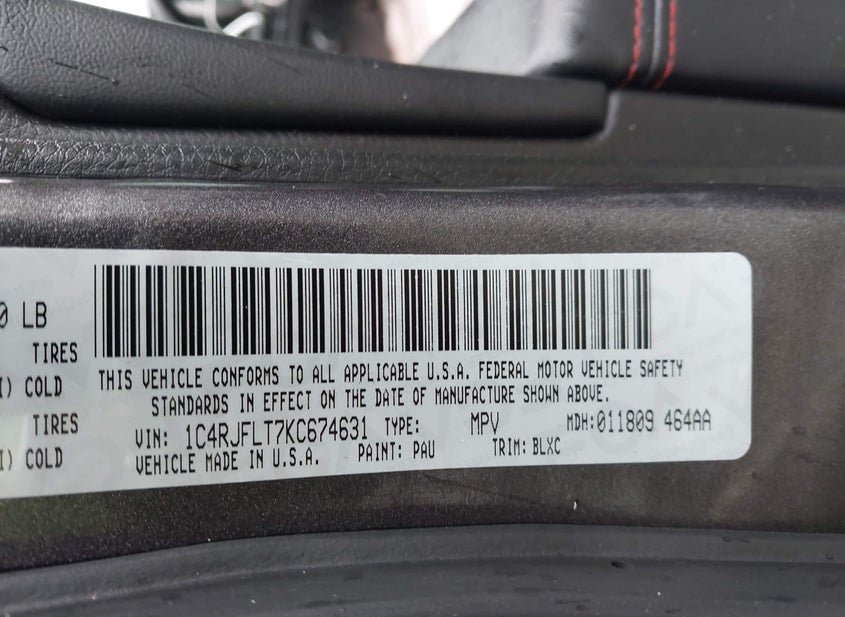 0 LB
TIRES
) COLD
TIRES
) COLD
THIS VEHICLE CONFORMS TO ALL APPLICABLE U.S.A. FEDERAL MOTOR VEHICLE SAFETY
STANDARDS IN EFFECT ON THE DATE OF MANUFACTURE SHOWN ABOVE.
VIN: 1C4RJFLT7KC674631 TYPE: MPV MDH:011809 464AA
VEHICLE MADE IN U.S.A. PAINT: PAU TRIM: BLXC